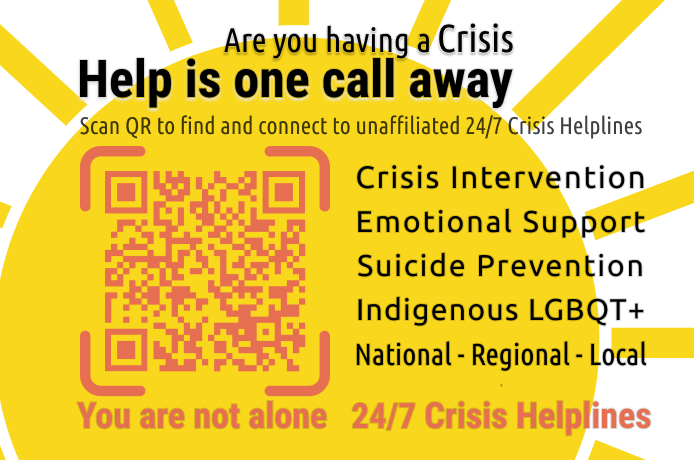 Are you having a Crisis
Help is one call away
Scan QR to find and connect to unaffiliated 24/7 Crisis Helplines
Crisis Intervention
Emotional Support
Suicide Prevention
Indigenous LGBQT+
National - Regional - Local
You are not alone 24/7 Crisis Helplines